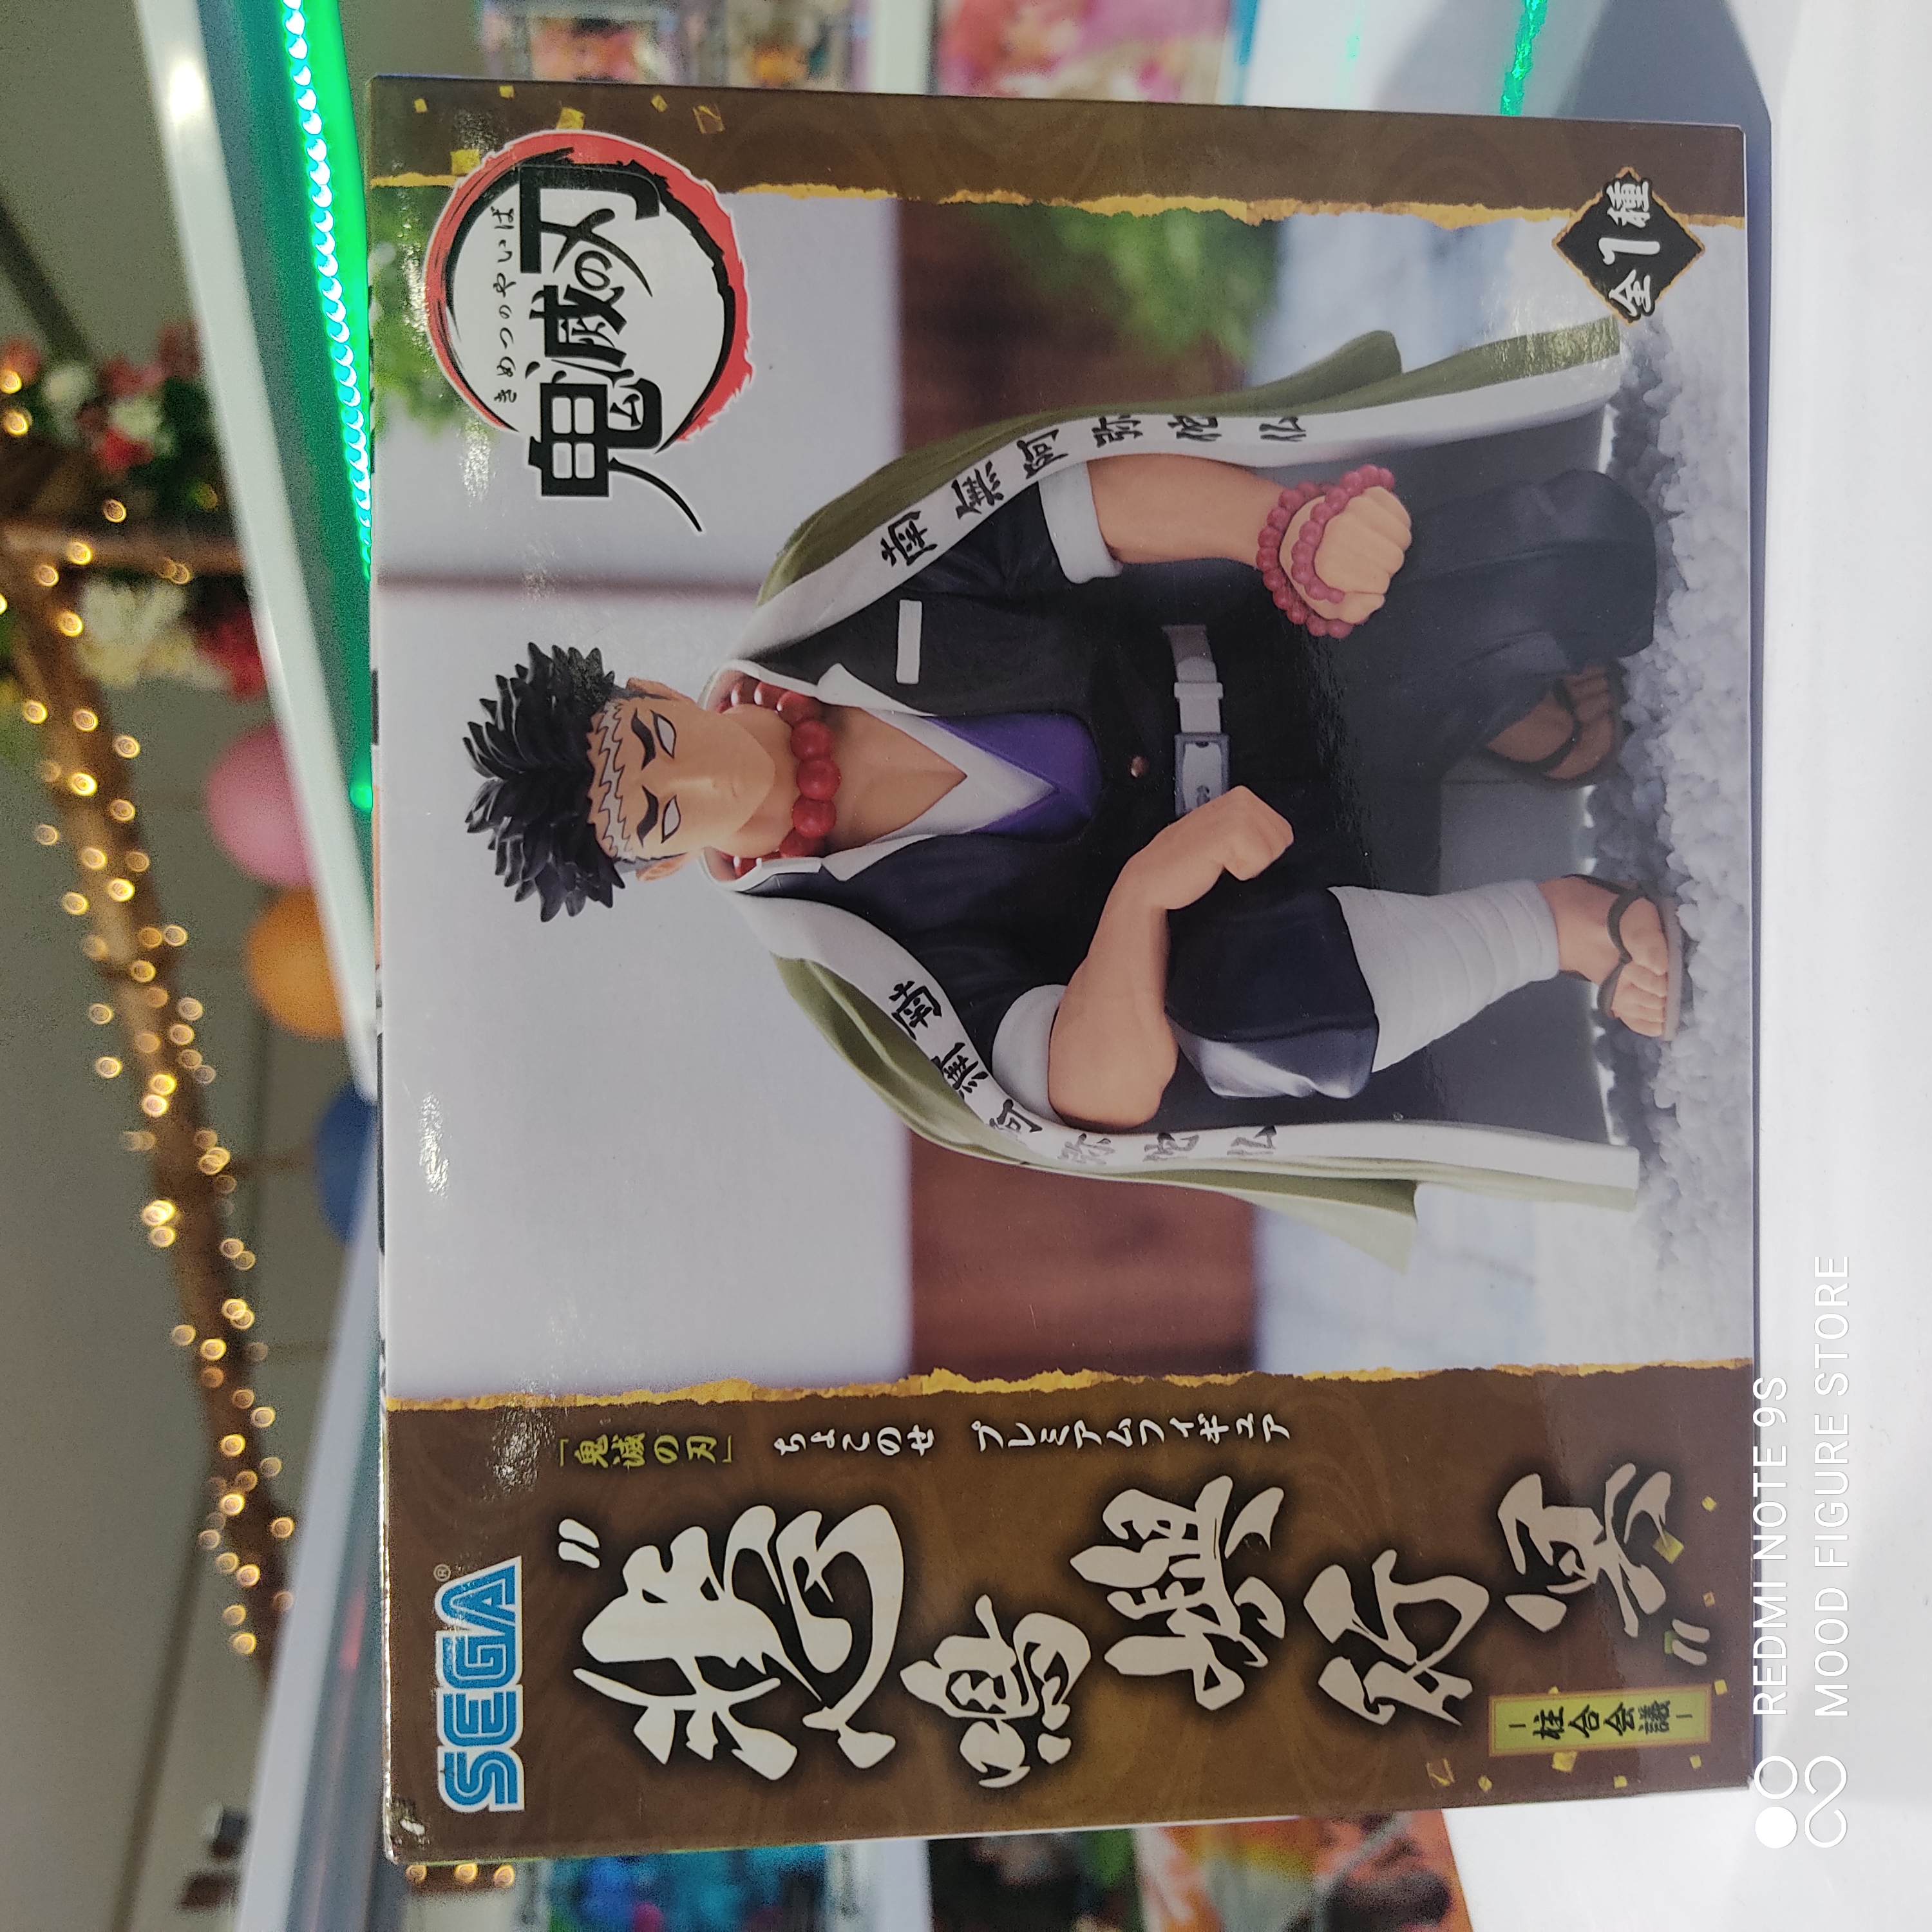 SEGA®
「鬼滅の刃」
ちょこのせ プレミアムフィギュア
"悲鳴嶼行冥"
-柱合会議-
きめつのやいば
鬼滅の刃
全1種
南無阿弥陀仏
南無阿弥陀仏
REDMI NOTE 9S
MOOD FIGURE STORE